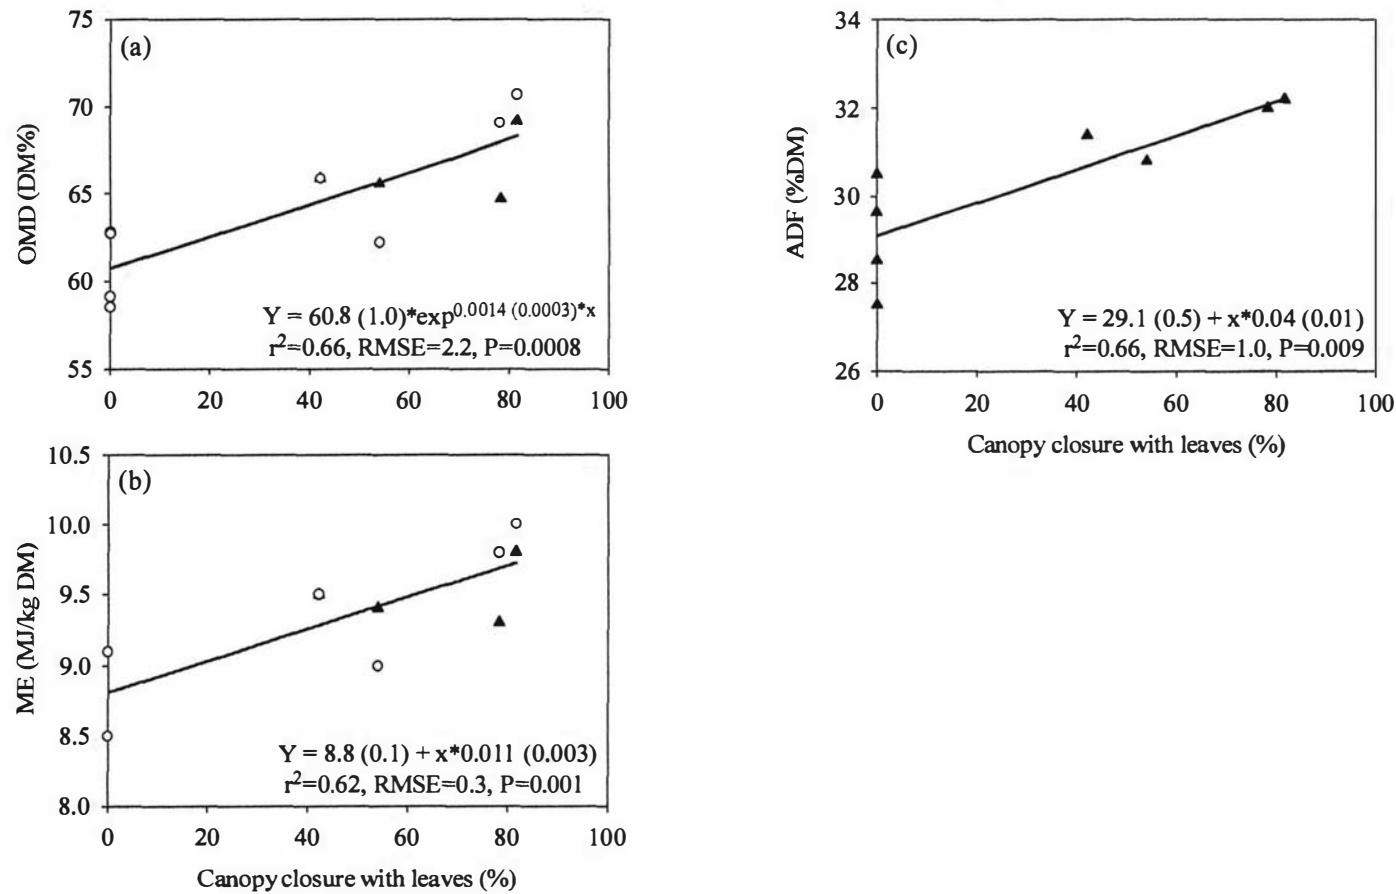 (a)
OMD (DM%)
75
70
65
60
55
0 20 40 60 80 100
Y = 60.8 (1.0)*exp0.0014 (0.0003)*x
r2=0.66, RMSE=2.2, P=0.0008
(b)
ME (MJ/kg DM)
10.5
10.0
9.5
9.0
8.5
8.0
0 20 40 60 80 100
Y = 8.8 (0.1) + x*0.011 (0.003)
r2=0.62, RMSE=0.3, P=0.001
Canopy closure with leaves (%)
(c)
ADF (%DM)
34
32
30
28
26
0 20 40 60 80 100
Y = 29.1 (0.5) + x*0.04 (0.01)
r2=0.66, RMSE=1.0, P=0.009
Canopy closure with leaves (%)